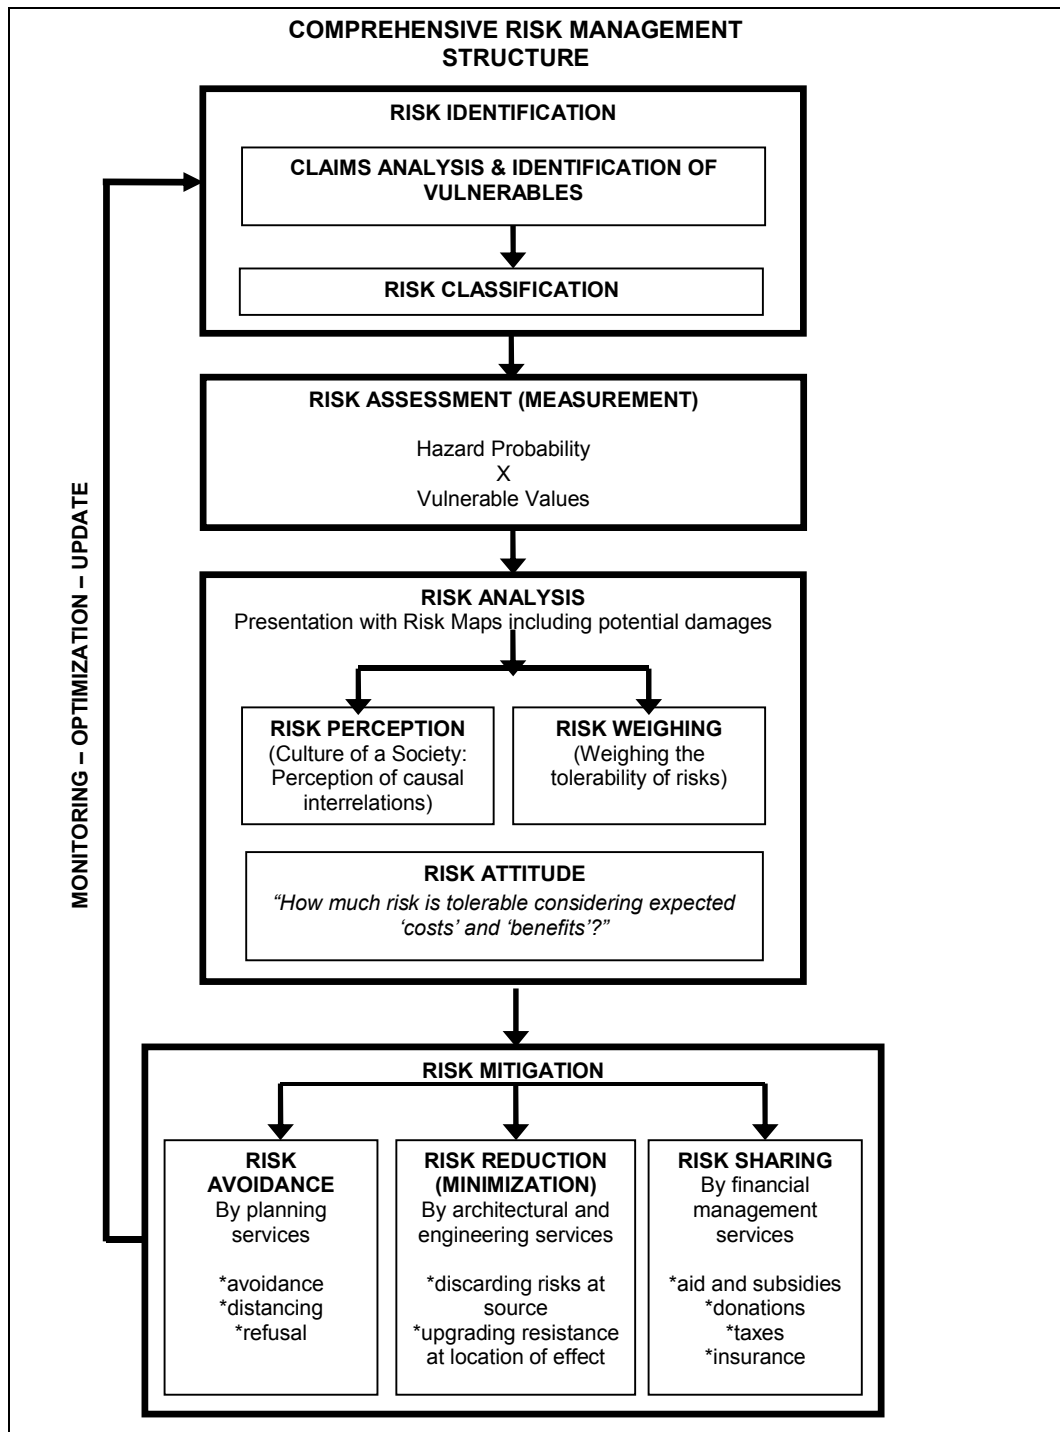 COMPREHENSIVE RISK MANAGEMENT
STRUCTURE
RISK IDENTIFICATION
CLAIMS ANALYSIS & IDENTIFICATION OF
VULNERABLES
RISK CLASSIFICATION
RISK ASSESSMENT (MEASUREMENT)
Hazard Probability
X
Vulnerable Values
MONITORING – OPTIMIZATION – UPDATE
RISK ANALYSIS
Presentation with Risk Maps including potential damages
RISK PERCEPTION
(Culture of a Society:
Perception of causal
interrelations)
RISK WEIGHING
(Weighing the
tolerability of risks)
RISK ATTITUDE
“How much risk is tolerable considering expected
‘costs’ and ‘benefits’?”
RISK MITIGATION
RISK
AVOIDANCE
By planning
services
*avoidance
*distancing
*refusal
RISK REDUCTION
(MINIMIZATION)
By architectural and
engineering services
*discarding risks at
source
*upgrading resistance
at location of effect
RISK SHARING
By financial
management
services
*aid and subsidies
*donations
*taxes
*insurance